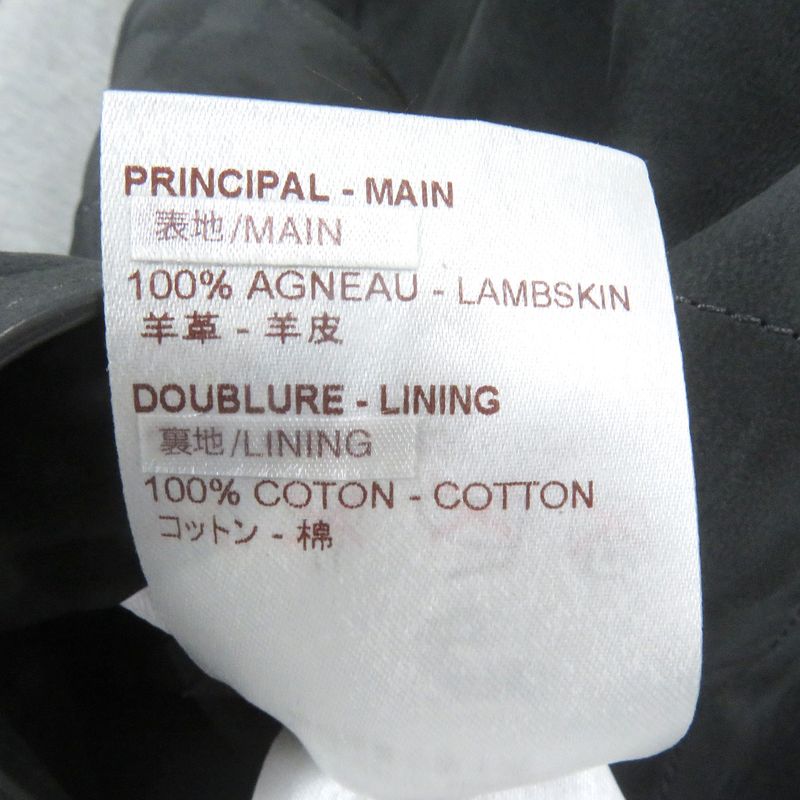 PRINCIPAL - MAIN
表地/MAIN
100% AGNEAU - LAMBSKIN
羊革 - 羊皮
DOUBLURE - LINING
裏地/LINING
100% COTON - COTTON
コットン - 棉